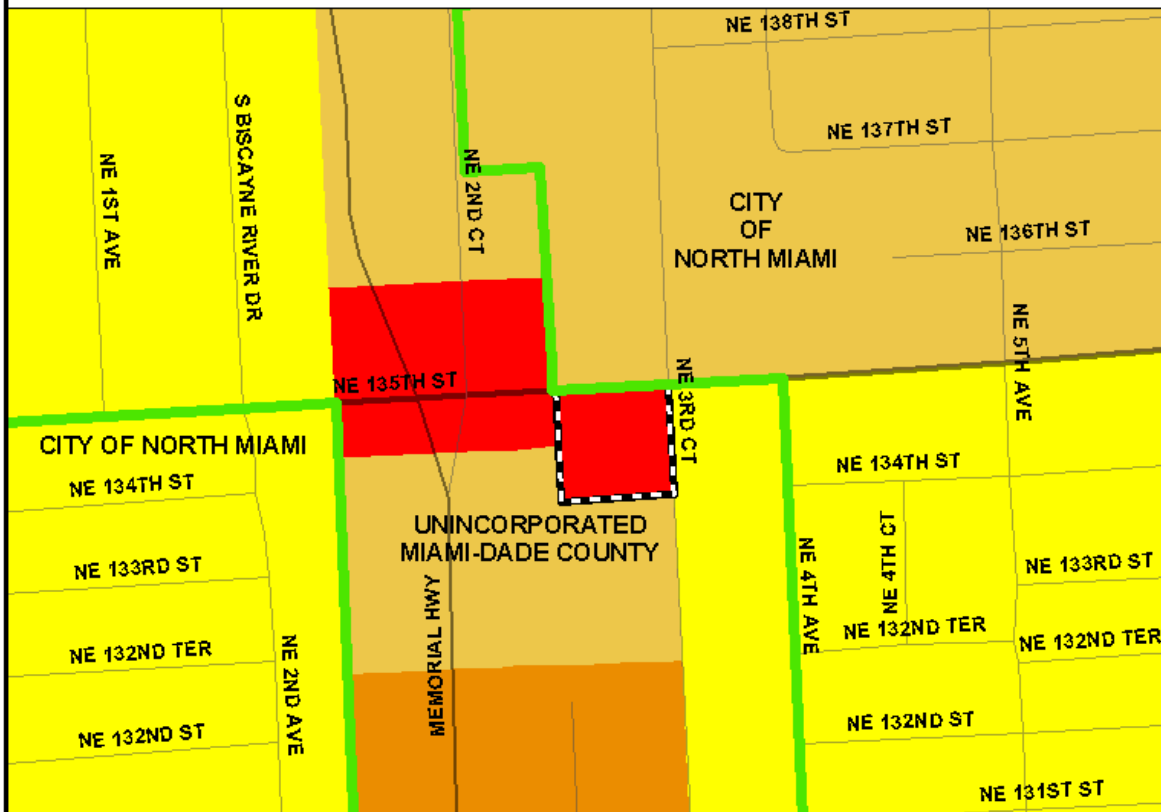 NE 138TH ST
NE 137TH ST
S BISCAYNE RIVER DR
NE 1ST AVE
NE 2ND CT
CITY
OF
NORTH MIAMI
NE 136TH ST
NE 5TH AVE
NE 135TH ST
NE 3RD CT
CITY OF NORTH MIAMI
NE 134TH ST
NE 134TH ST
UNINCORPORATED
MIAMI-DADE COUNTY
NE 4TH CT
NE 4TH AVE
NE 133RD ST
NE 133RD ST
MEMORIAL HWY
NE 132ND TER
NE 132ND TER
NE 132ND TER
NE 2ND AVE
NE 132ND ST
NE 132ND ST
NE 131ST ST